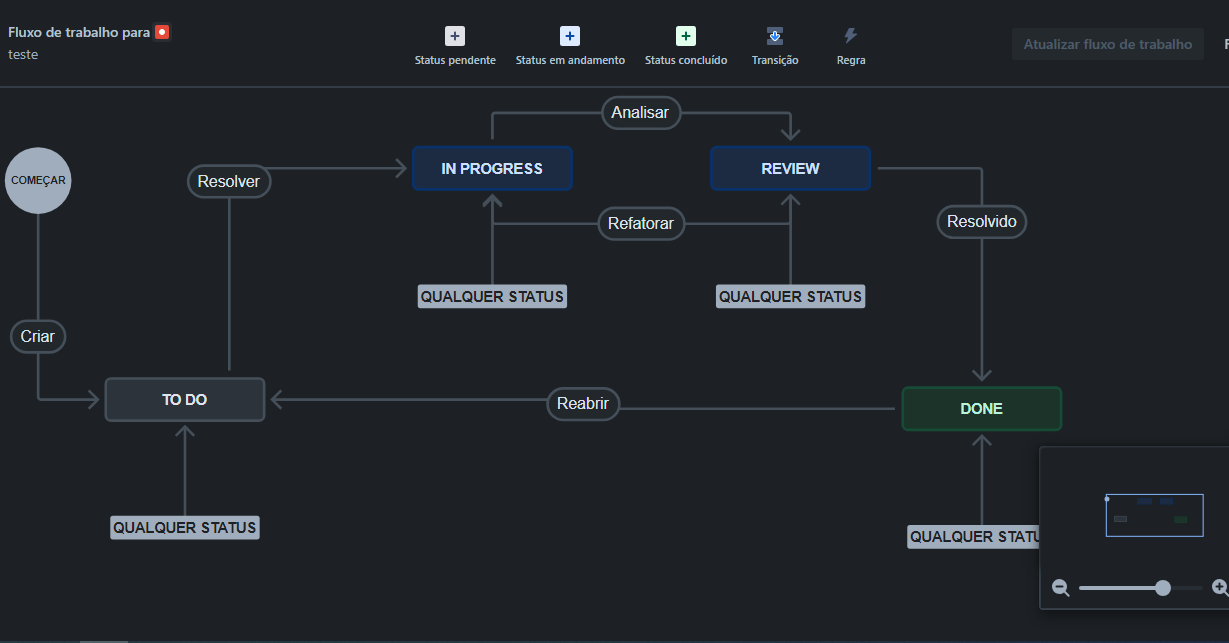 Fluxo de trabalho para
teste
Status pendente
Status em andamento
Status concluído
Transição
Regra
Atualizar fluxo de trabalho
Analisar
COMEÇAR
Resolver
IN PROGRESS
REVIEW
Refatorar
Resolvido
QUALQUER STATUS
QUALQUER STATUS
Criar
TO DO
Reabrir
DONE
QUALQUER STATUS
QUALQUER STATU